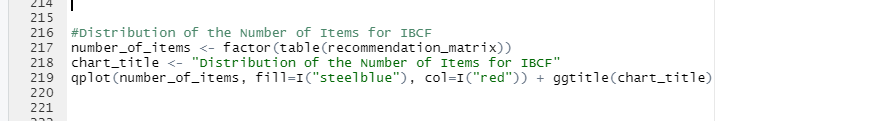 214
215
216 #Distribution of the Number of Items for IBCF
217 number_of_items <- factor(table(recommendation_matrix))
218 chart_title <- "Distribution of the Number of Items for IBCF"
219 qplot(number_of_items, fill=I("steelblue"), col=I("red")) + ggtitle(chart_title)
220
221